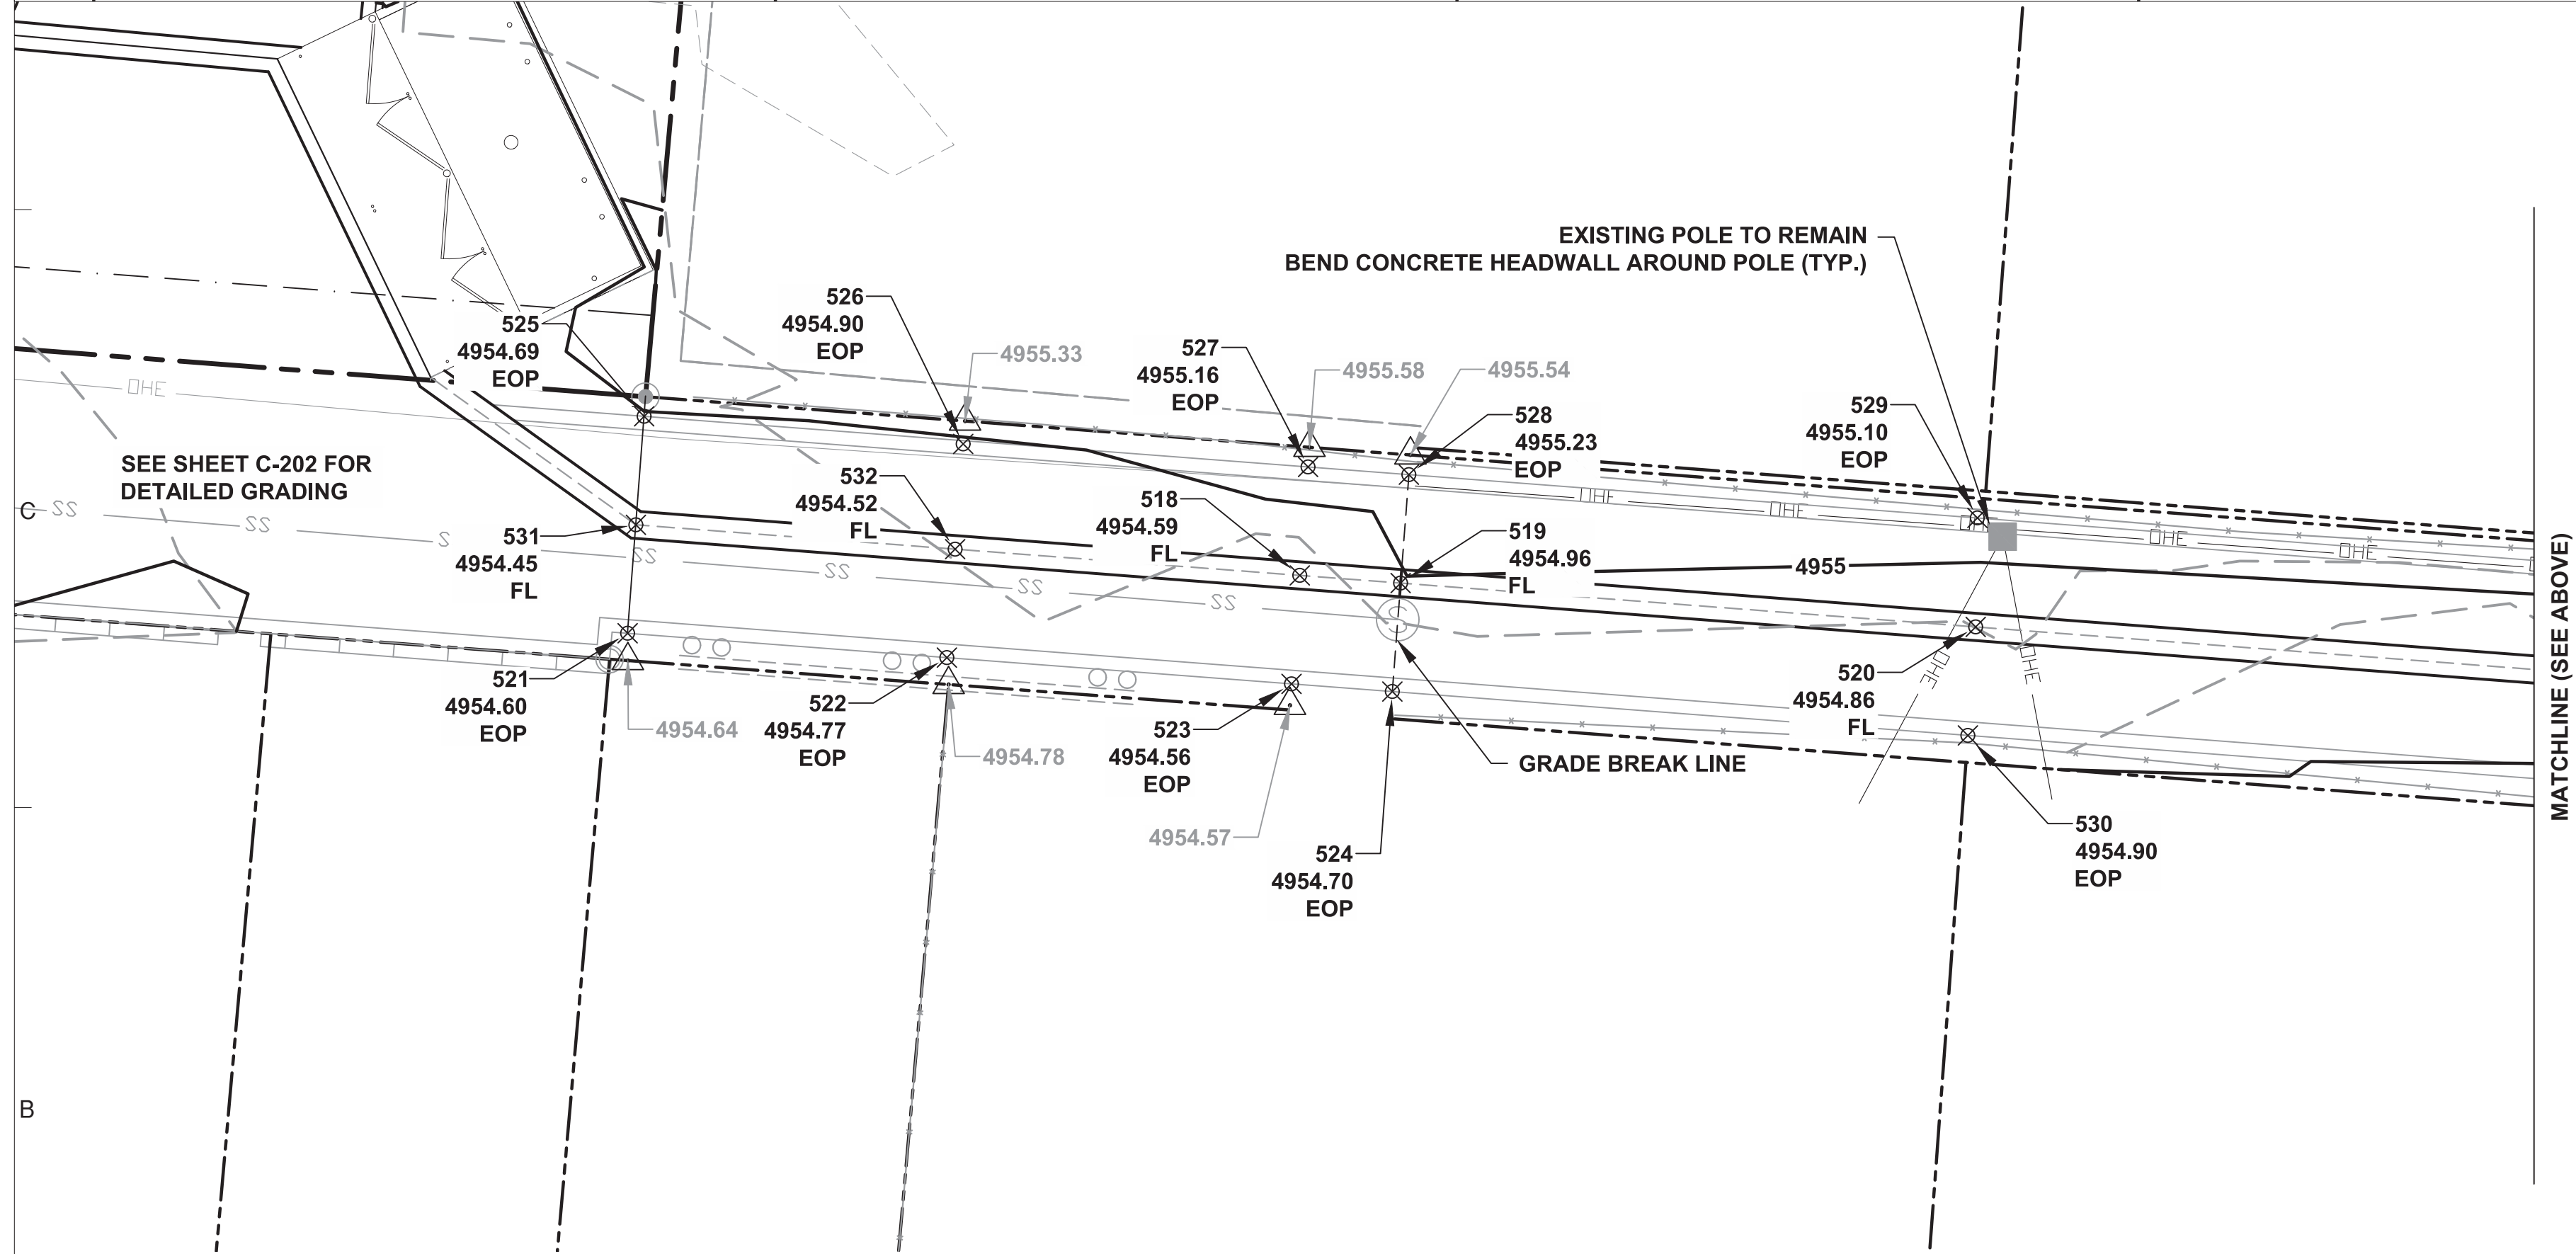 EXISTING POLE TO REMAIN
BEND CONCRETE HEADWALL AROUND POLE (TYP.)
525
4954.69
EOP
526
4954.90
EOP
4955.33
527
4955.16
EOP
4955.58
4955.54
528
4955.23
EOP
529
4955.10
EOP
OHE
SEE SHEET C-202 FOR
DETAILED GRADING
C
SS
SS
S
SS
SS
SS
SS
531
4954.45
FL
532
4954.52
FL
518
4954.59
FL
519
4954.96
FL
OHE
OHE
OHE
OHE
4955
S
521
4954.60
EOP
4954.64
522
4954.77
EOP
4954.78
523
4954.56
EOP
4954.57
524
4954.70
EOP
GRADE BREAK LINE
520
4954.86
FL
OHE
OHE
530
4954.90
EOP
MATCHLINE (SEE ABOVE)
B